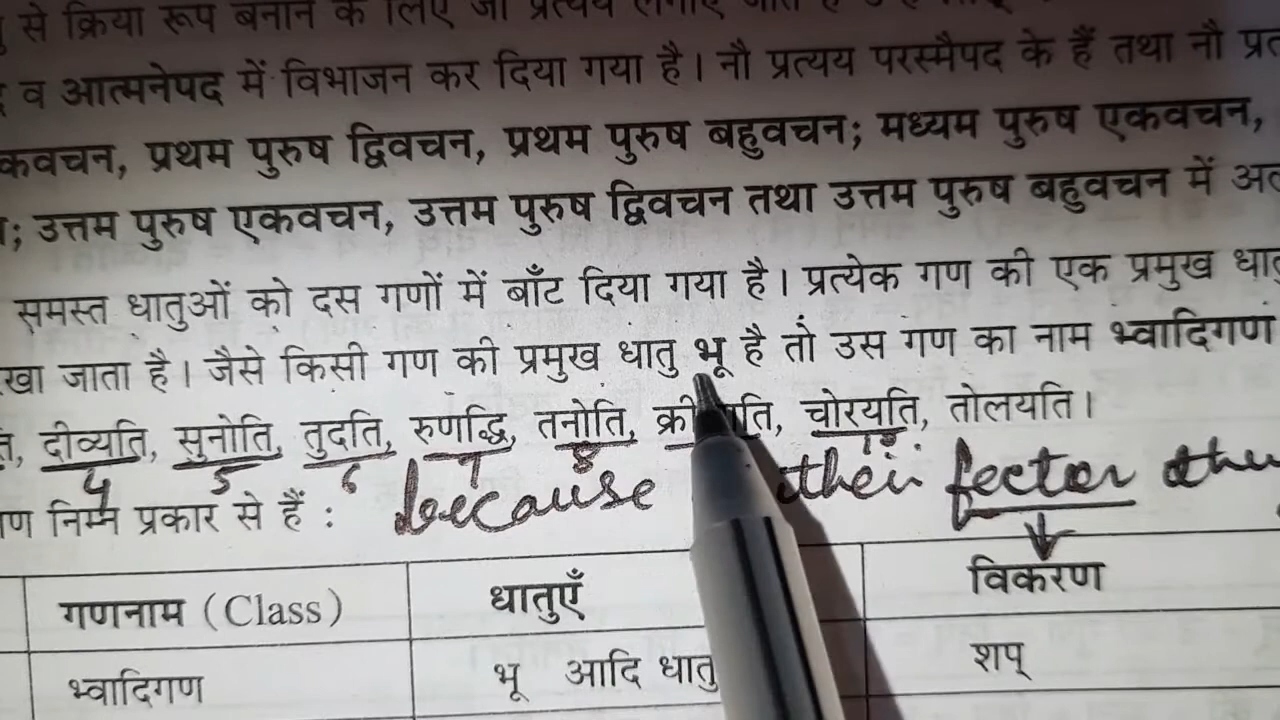 से क्रिया रूप बनाने के लिए जो प्रत्यय लगाए जाते
व आत्मनेपद में विभाजन कर दिया गया है। नौ प्रत्यय परस्मैपद के हैं तथा नौ
कवचन, प्रथम पुरुष द्विवचन, प्रथम पुरुष बहुवचन; मध्यम पुरुष एकवचन,
; उत्तम पुरुष एकवचन, उत्तम पुरुष द्विवचन तथा उत्तम पुरुष बहुवचन में
समस्त धातुओं को दस गणों में बाँट दिया गया है। प्रत्येक गण की एक प्रमुख
खा जाता है। जैसे किसी गण की प्रमुख धातु भू है तो उस गण का नाम भ्वादिगण
दीव्यति, सुनोति, तुदति, रुणद्धि, तनोति, चोरयति, तोलयति।
4 5 6 7 8
because their fector
निम्न प्रकार से हैं :
गणनाम (Class) धातुएँ विकरण
भ्वादिगण भू आदि धातु शप्